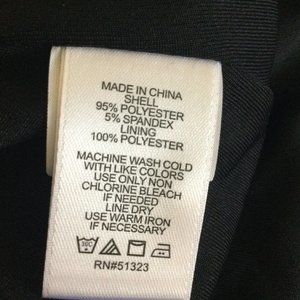 MADE IN CHINA
SHELL
95% POLYESTER
5% SPANDEX
LINING
100% POLYESTER
MACHINE WASH COLD
WITH LIKE COLORS
USE ONLY NON
CHLORINE BLEACH
IF NEEDED
LINE DRY
USE WARM IRON
IF NECESSARY
30C
RN#51323